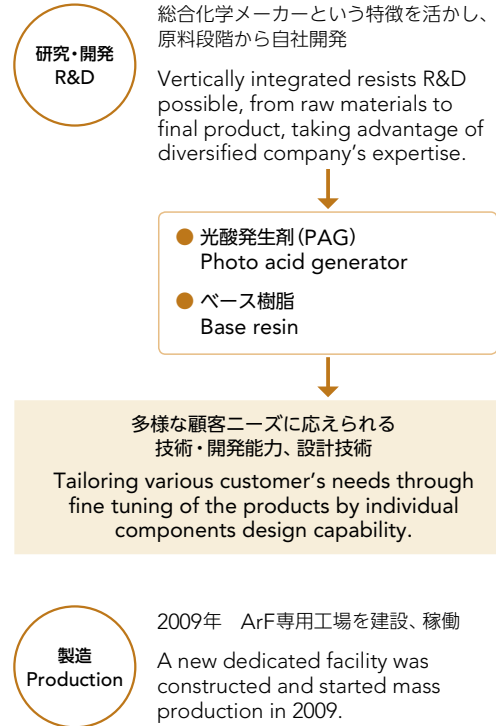 研究・開発
R&D
総合化学メーカーという特徴を活かし、
原料段階から自社開発
Vertically integrated resists R&D
possible, from raw materials to
final product, taking advantage of
diversified company's expertise.
● 光酸発生剤(PAG)
Photo acid generator
● ベース樹脂
Base resin
多様な顧客ニーズに応えられる
技術・開発能力、設計技術
Tailoring various customer's needs through
fine tuning of the products by individual
components design capability.
製造
Production
2009年　ArF専用工場を建設、稼働
A new dedicated facility was
constructed and started mass
production in 2009.